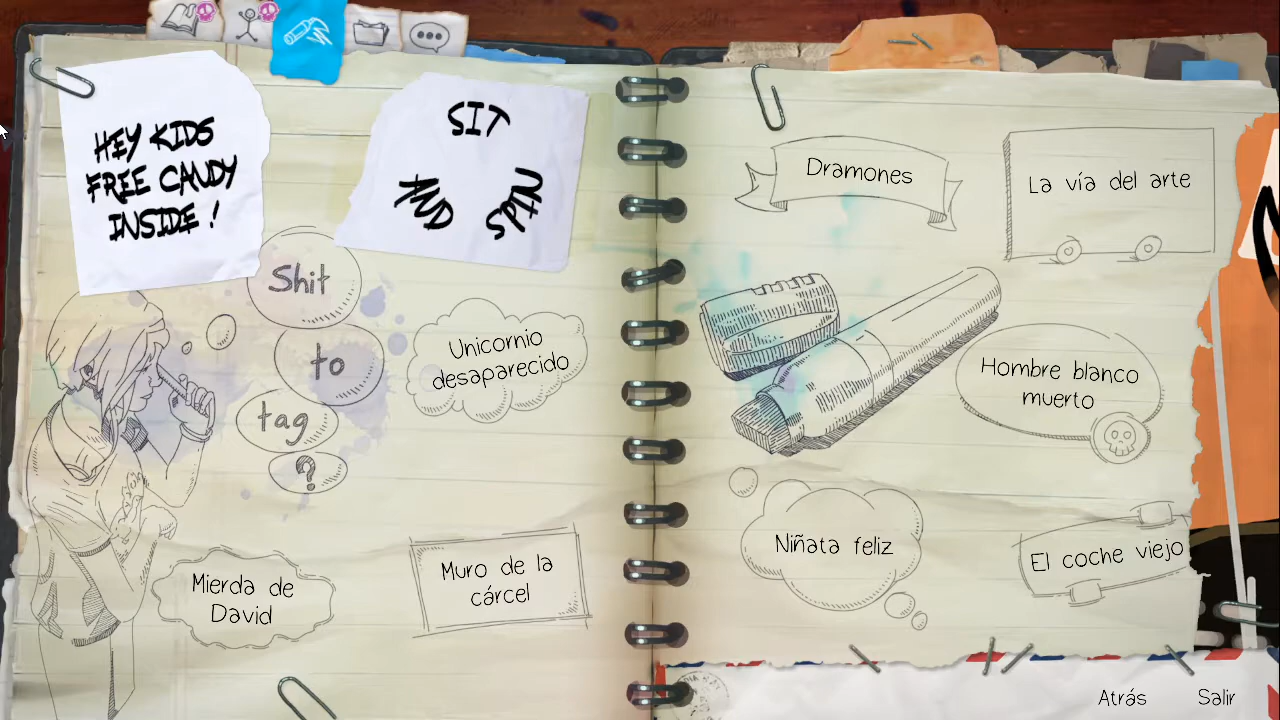 HEY KIDS
FREE CANDY
INSIDE !
SIT
AND
SPIN
Shit
to
tag
?
Unicornio
desaparecido
Mierda de
David
Muro de la
cárcel
Dramones
La vía del arte
Hombre blanco
muerto
Niñata feliz
El coche viejo
Atrás
Salir